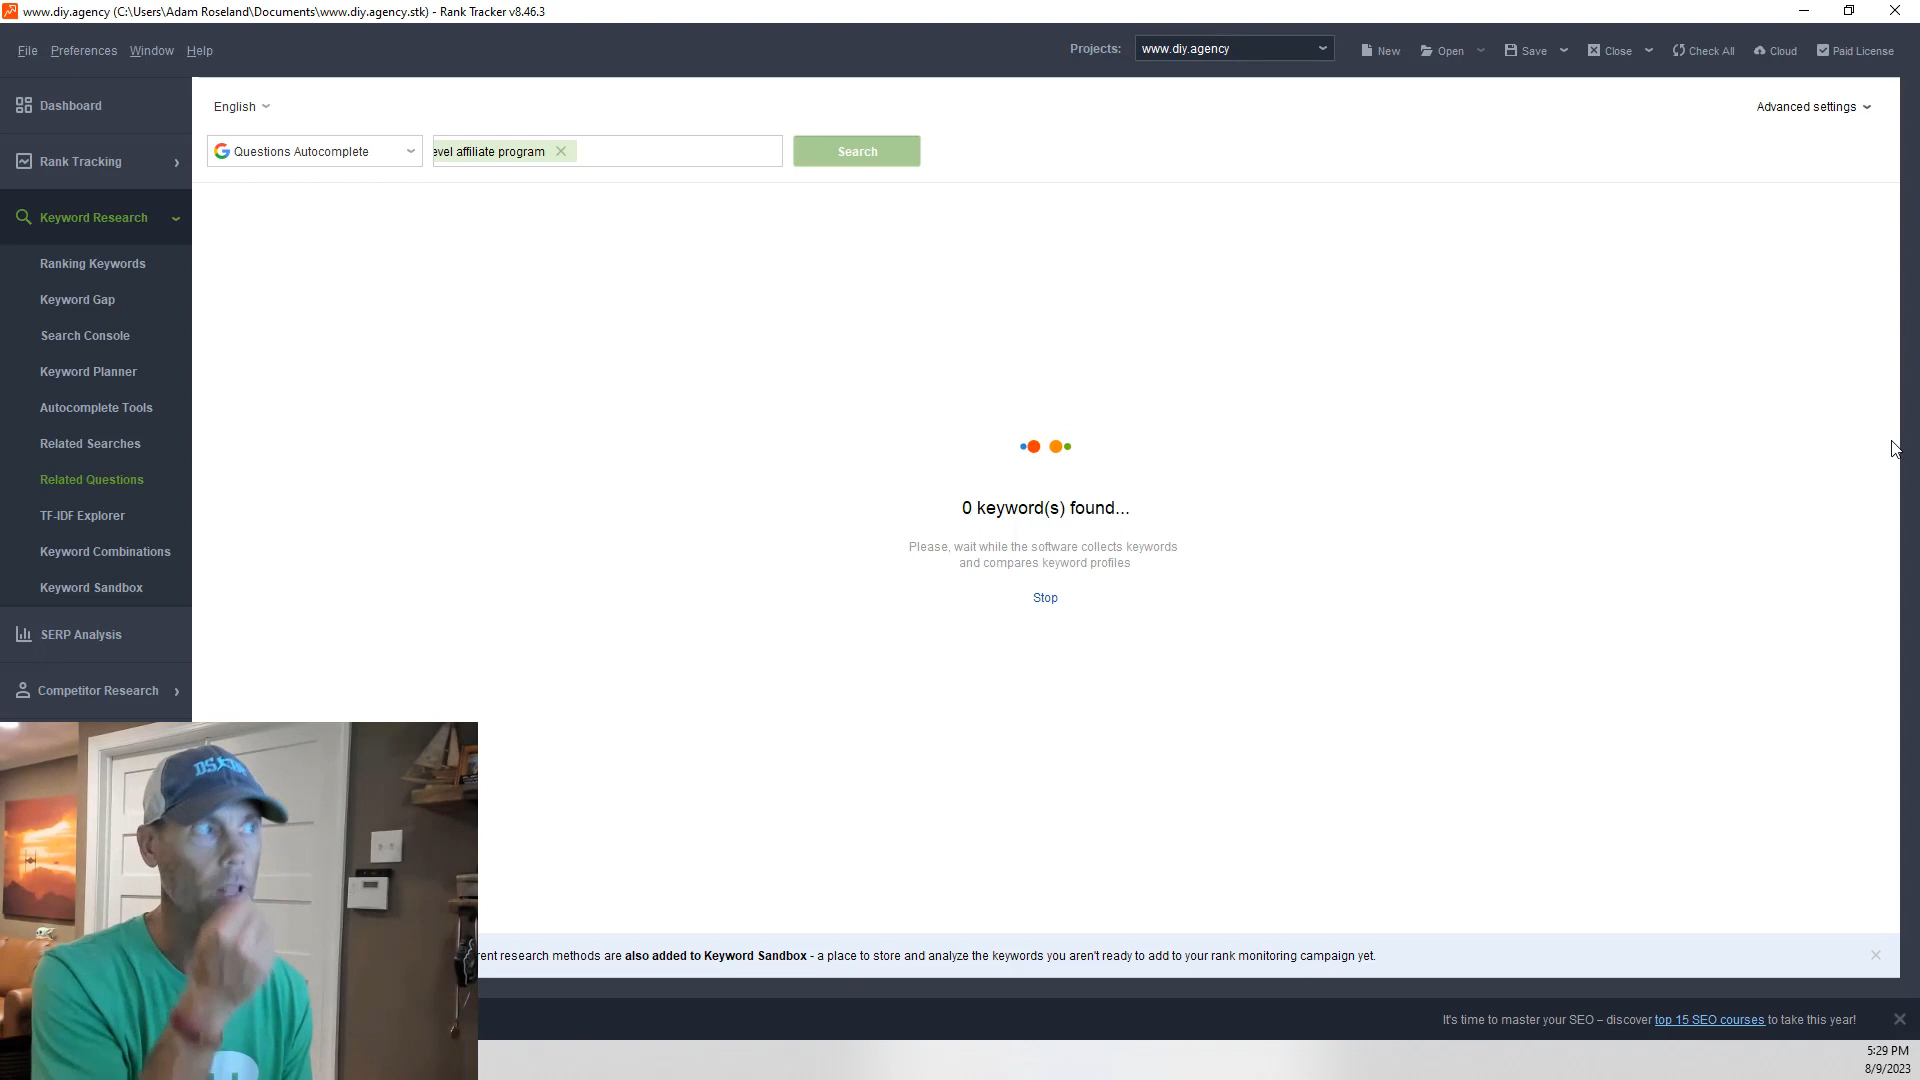 www.diy.agency (C:\Users\Adam Roseland\Documents\www.diy.agency.stk) - Rank Tracker v8.46.3
File Preferences Window Help
Projects: www.diy.agency New Open Save Close Check All Cloud Paid License
Dashboard
Rank Tracking
Keyword Research
Ranking Keywords
Keyword Gap
Search Console
Keyword Planner
Autocomplete Tools
Related Searches
Related Questions
TF-IDF Explorer
Keyword Combinations
Keyword Sandbox
SERP Analysis
Competitor Research
English
Advanced settings
Questions Autocomplete
evel affiliate program
Search
0 keyword(s) found...
Please, wait while the software collects keywords
and compares keyword profiles
Stop
rent research methods are also added to Keyword Sandbox - a place to store and analyze the keywords you aren't ready to add to your rank monitoring campaign yet.
It's time to master your SEO – discover top 15 SEO courses to take this year!
5:29 PM
8/9/2023